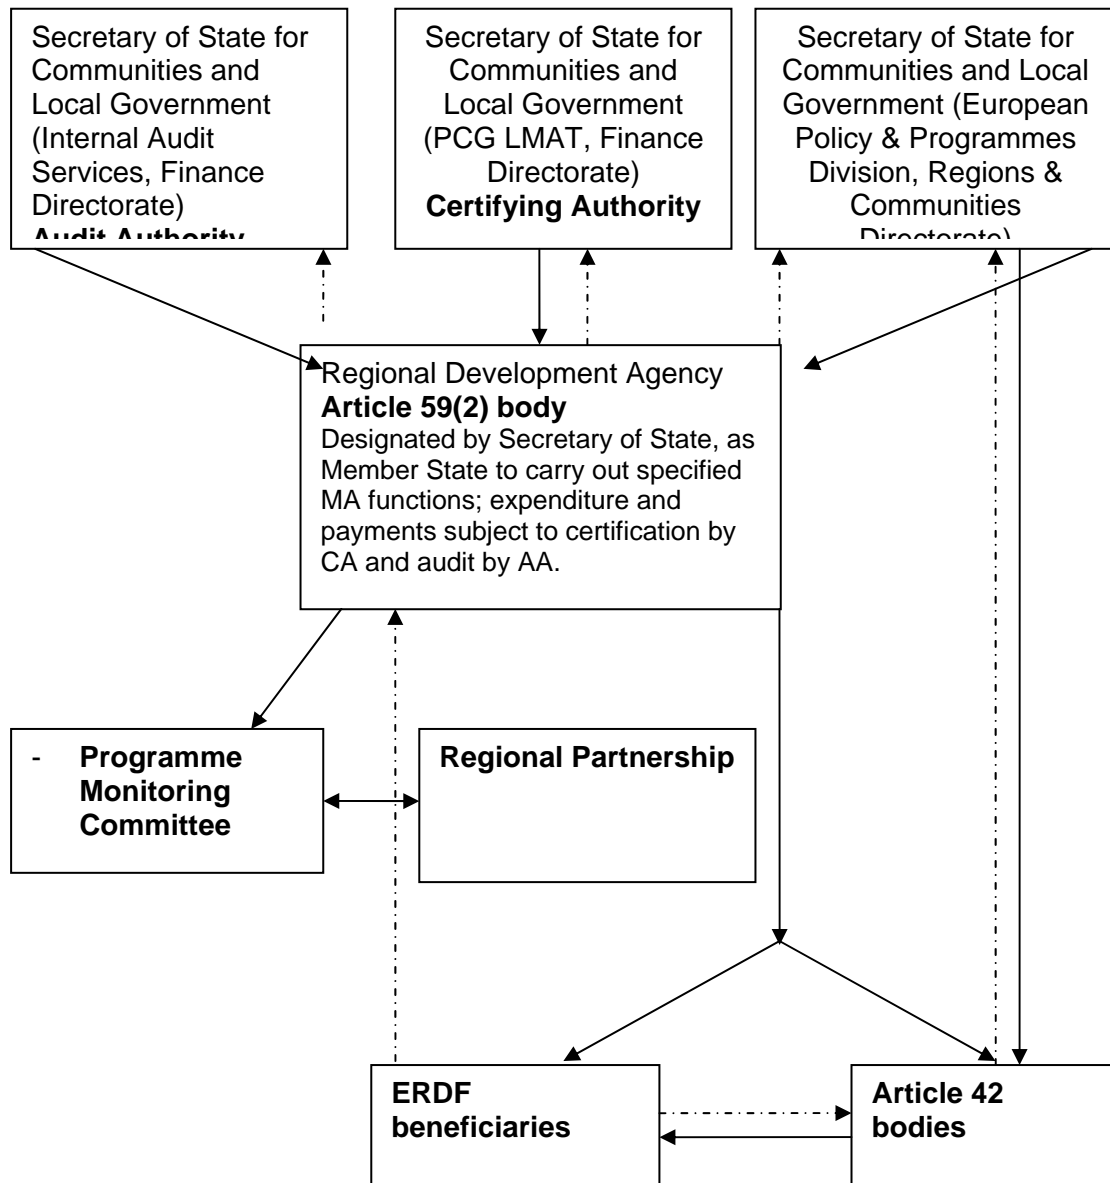 Secretary of State for
Communities and
Local Government
(Internal Audit
Services, Finance
Directorate)
Audit Authority
Secretary of State for
Communities and
Local Government
(PCG LMAT, Finance
Directorate)
Certifying Authority
Secretary of State for
Communities and Local
Government (European
Policy & Programmes
Division, Regions &
Communities
Directorate)
Regional Development Agency
Article 59(2) body
Designated by Secretary of State, as
Member State to carry out specified
MA functions; expenditure and
payments subject to certification by
CA and audit by AA.
- Programme
Monitoring
Committee
Regional Partnership
ERDF
beneficiaries
Article 42
bodies